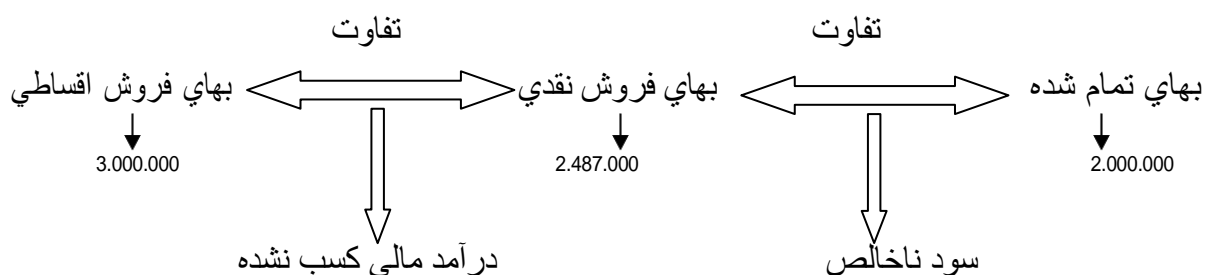 تفاوت تفاوت
بهاي تمام شده بهاي فروش نقدي بهاي فروش اقساطي
2.000.000 2.487.000 3.000.000
سود ناخالص درآمد مالي كسب نشده